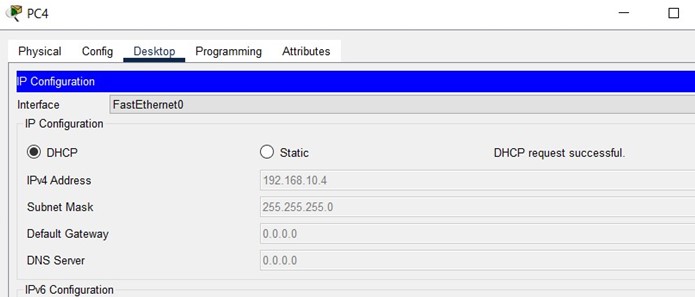 PC4
Physical Config Desktop Programming Attributes
IP Configuration
Interface FastEthernet0
IP Configuration
DHCP Static DHCP request successful.
IPv4 Address 192.168.10.4
Subnet Mask 255.255.255.0
Default Gateway 0.0.0.0
DNS Server 0.0.0.0
IPv6 Configuration